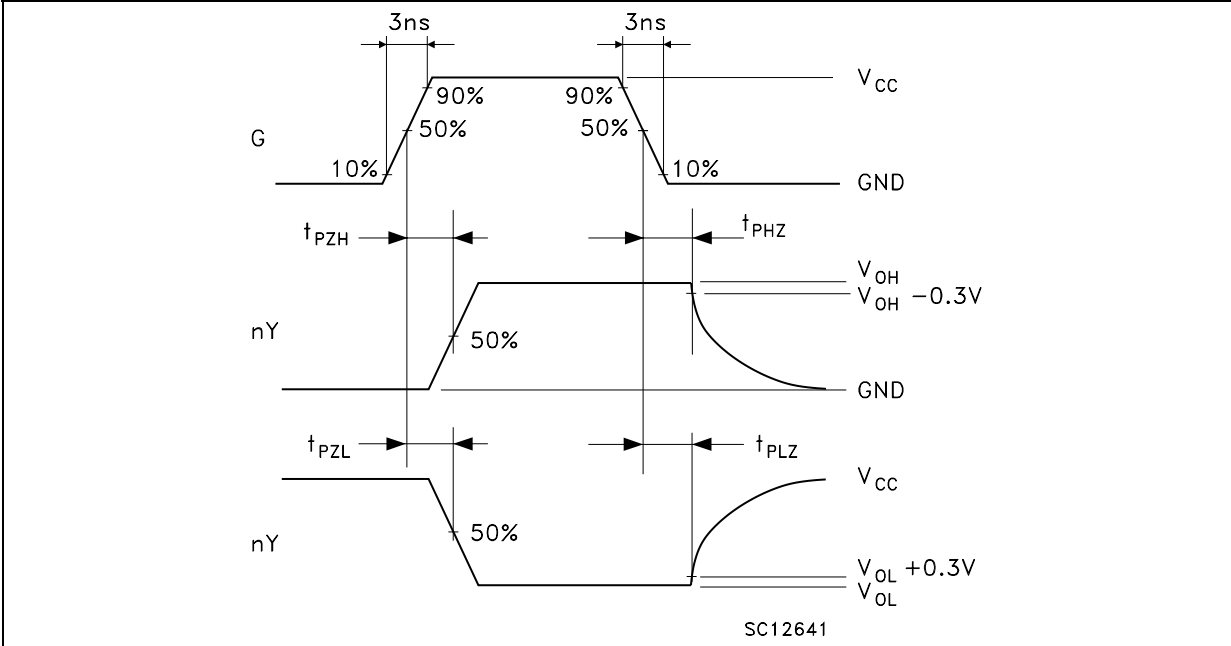 3ns 3ns
V_CC
90% 90%
G 50% 50%
10% 10%
GND
t_PZH t_PHZ
V_OH
V_OH −0.3V
nY 50%
GND
t_PZL t_PLZ
V_CC
50%
nY
V_OL +0.3V
V_OL
SC12641